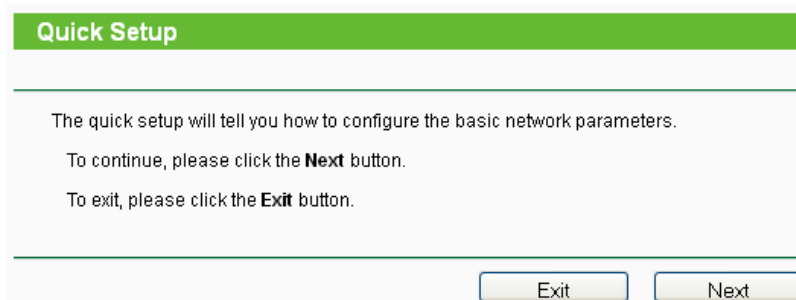 Quick Setup
The quick setup will tell you how to configure the basic network parameters.
To continue, please click the Next button.
To exit, please click the Exit button.
Exit Next